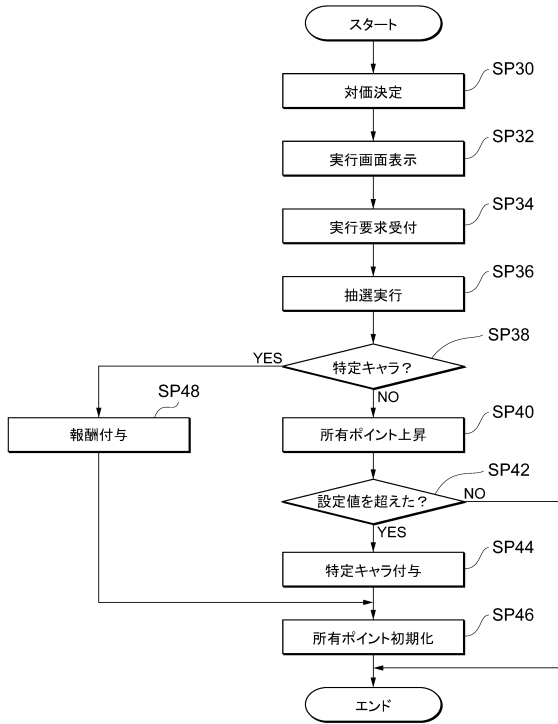 スタート
SP30
対価決定
SP32
実行画面表示
SP34
実行要求受付
SP36
抽選実行
SP38
特定キャラ？
YES
NO
SP48
報酬付与
SP40
所有ポイント上昇
SP42
設定値を超えた？
NO
YES
SP44
特定キャラ付与
SP46
所有ポイント初期化
エンド